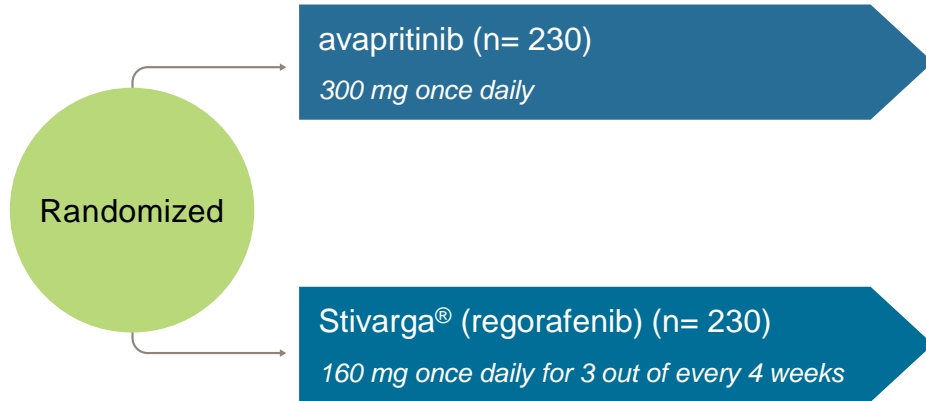 avapritinib (n= 230)
300 mg once daily
Randomized
Stivarga® (regorafenib) (n= 230)
160 mg once daily for 3 out of every 4 weeks